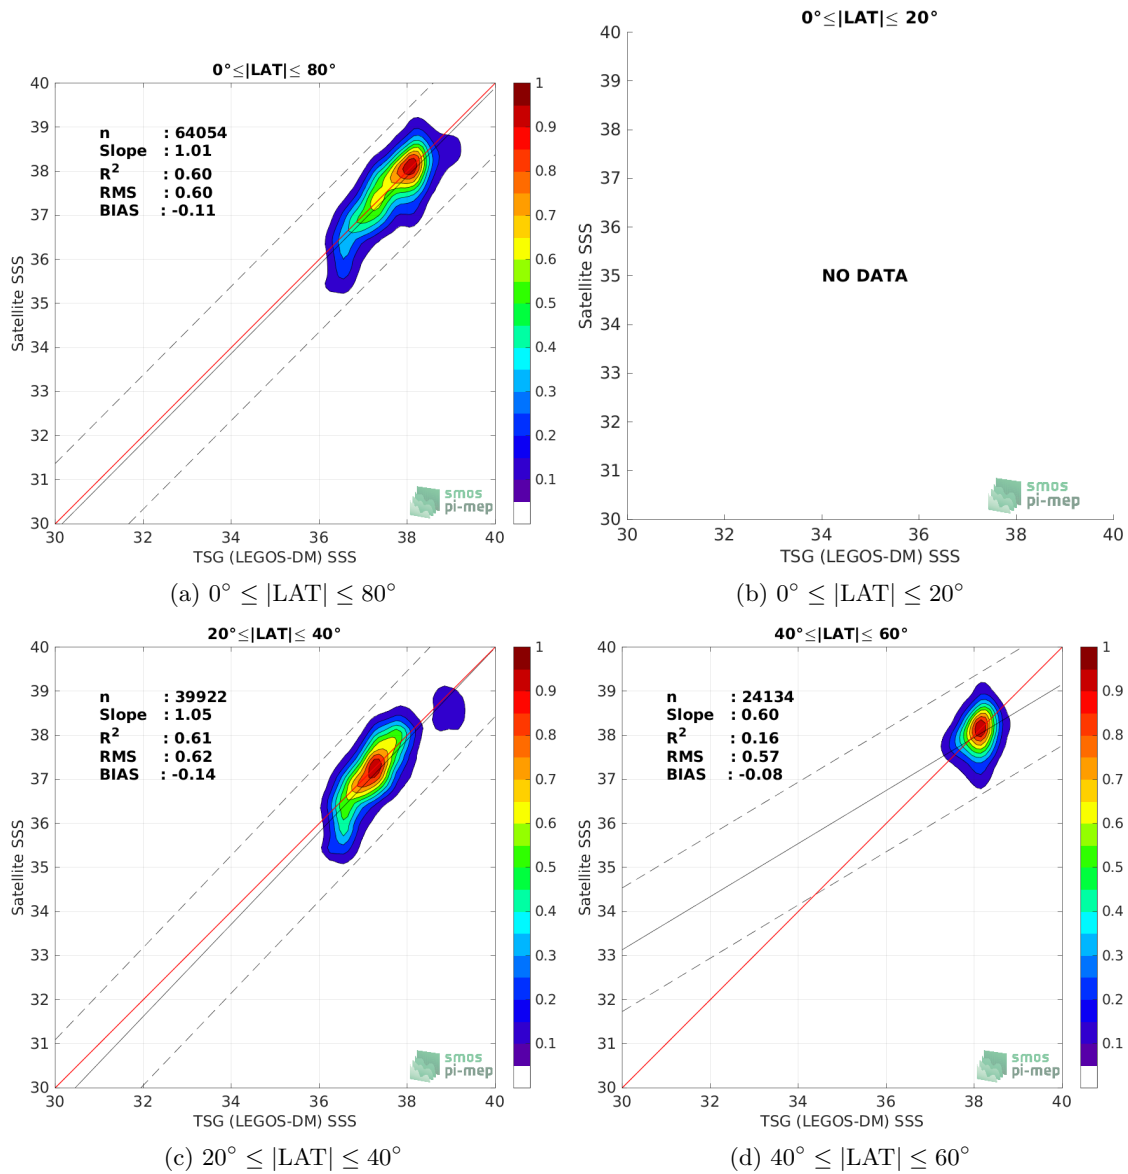 0°≤|LAT|≤ 80°
40
39
38
37
36
35
34
33
32
31
30
Satellite SSS
n : 64054
Slope : 1.01
R² : 0.60
RMS : 0.60
BIAS : -0.11
smos
pi-mep
30 32 34 36 38 40
TSG (LEGOS-DM) SSS
1
0.9
0.8
0.7
0.6
0.5
0.4
0.3
0.2
0.1
(a) 0° ≤ |LAT| ≤ 80°
0°≤|LAT|≤ 20°
40
39
38
37
36
35
34
33
32
31
30
Satellite SSS
NO DATA
smos
pi-mep
30 32 34 36 38 40
TSG (LEGOS-DM) SSS
(b) 0° ≤ |LAT| ≤ 20°
20°≤|LAT|≤ 40°
40
39
38
37
36
35
34
33
32
31
30
Satellite SSS
n : 39922
Slope : 1.05
R² : 0.61
RMS : 0.62
BIAS : -0.14
smos
pi-mep
30 32 34 36 38 40
TSG (LEGOS-DM) SSS
1
0.9
0.8
0.7
0.6
0.5
0.4
0.3
0.2
0.1
(c) 20° ≤ |LAT| ≤ 40°
40°≤|LAT|≤ 60°
40
39
38
37
36
35
34
33
32
31
30
Satellite SSS
n : 24134
Slope : 0.60
R² : 0.16
RMS : 0.57
BIAS : -0.08
smos
pi-mep
30 32 34 36 38 40
TSG (LEGOS-DM) SSS
1
0.9
0.8
0.7
0.6
0.5
0.4
0.3
0.2
0.1
(d) 40° ≤ |LAT| ≤ 60°